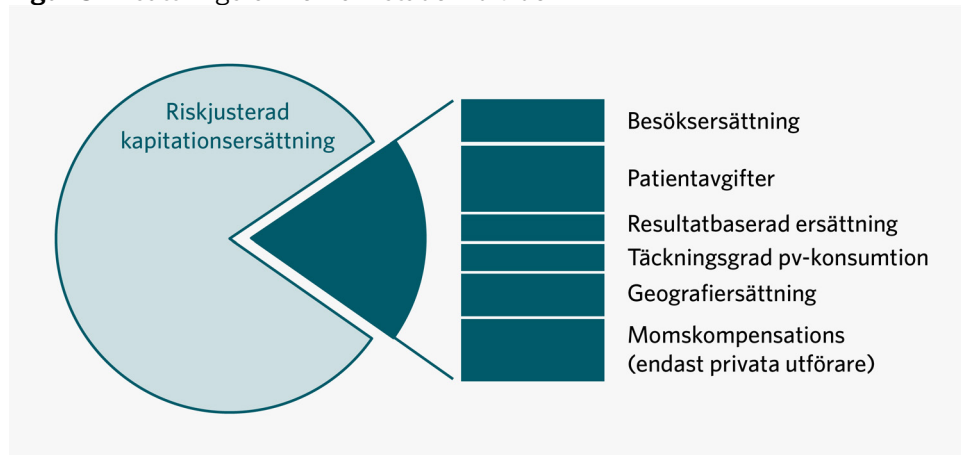 Riskjusterad
kapitationsersättning
Besöksersättning
Patientavgifter
Resultatbaserad ersättning
Täckningsgrad pv-konsumtion
Geografiersättning
Momskompensations
(endast privata utförare)